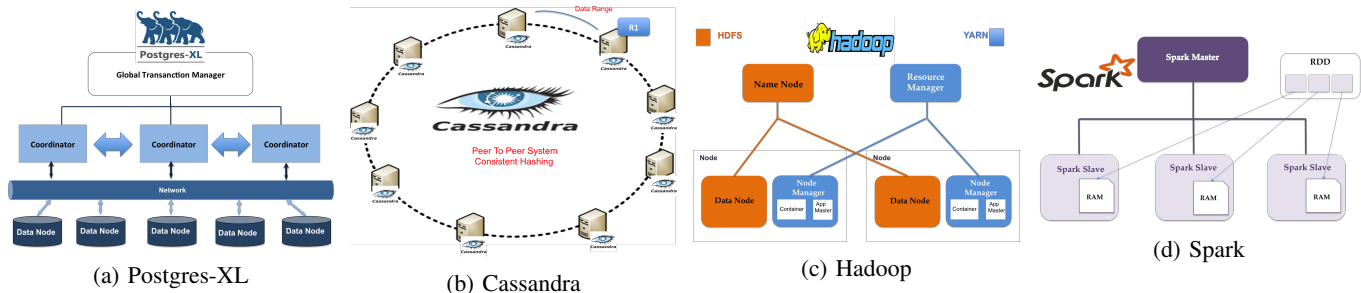 Postgres-XL
Global Transanction Manager
Coordinator
Coordinator
Coordinator
Network
Data Node
Data Node
Data Node
Data Node
Data Node
(a) Postgres-XL
Data Range
R1
Cassandra
Cassandra
Cassandra
Cassandra
Cassandra
Cassandra
Cassandra
Cassandra
Cassandra
Cassandra
Peer To Peer System
Consistent Hashing
(b) Cassandra
HDFS
hadoop
YARN
Name Node
Resource
Manager
Node
Node
Data Node
Node
Manager
Container
App
Master
Data Node
Node
Manager
Container
App
Master
(c) Hadoop
Spark
Spark Master
RDD
Spark Slave
Spark Slave
Spark Slave
RAM
RAM
RAM
(d) Spark